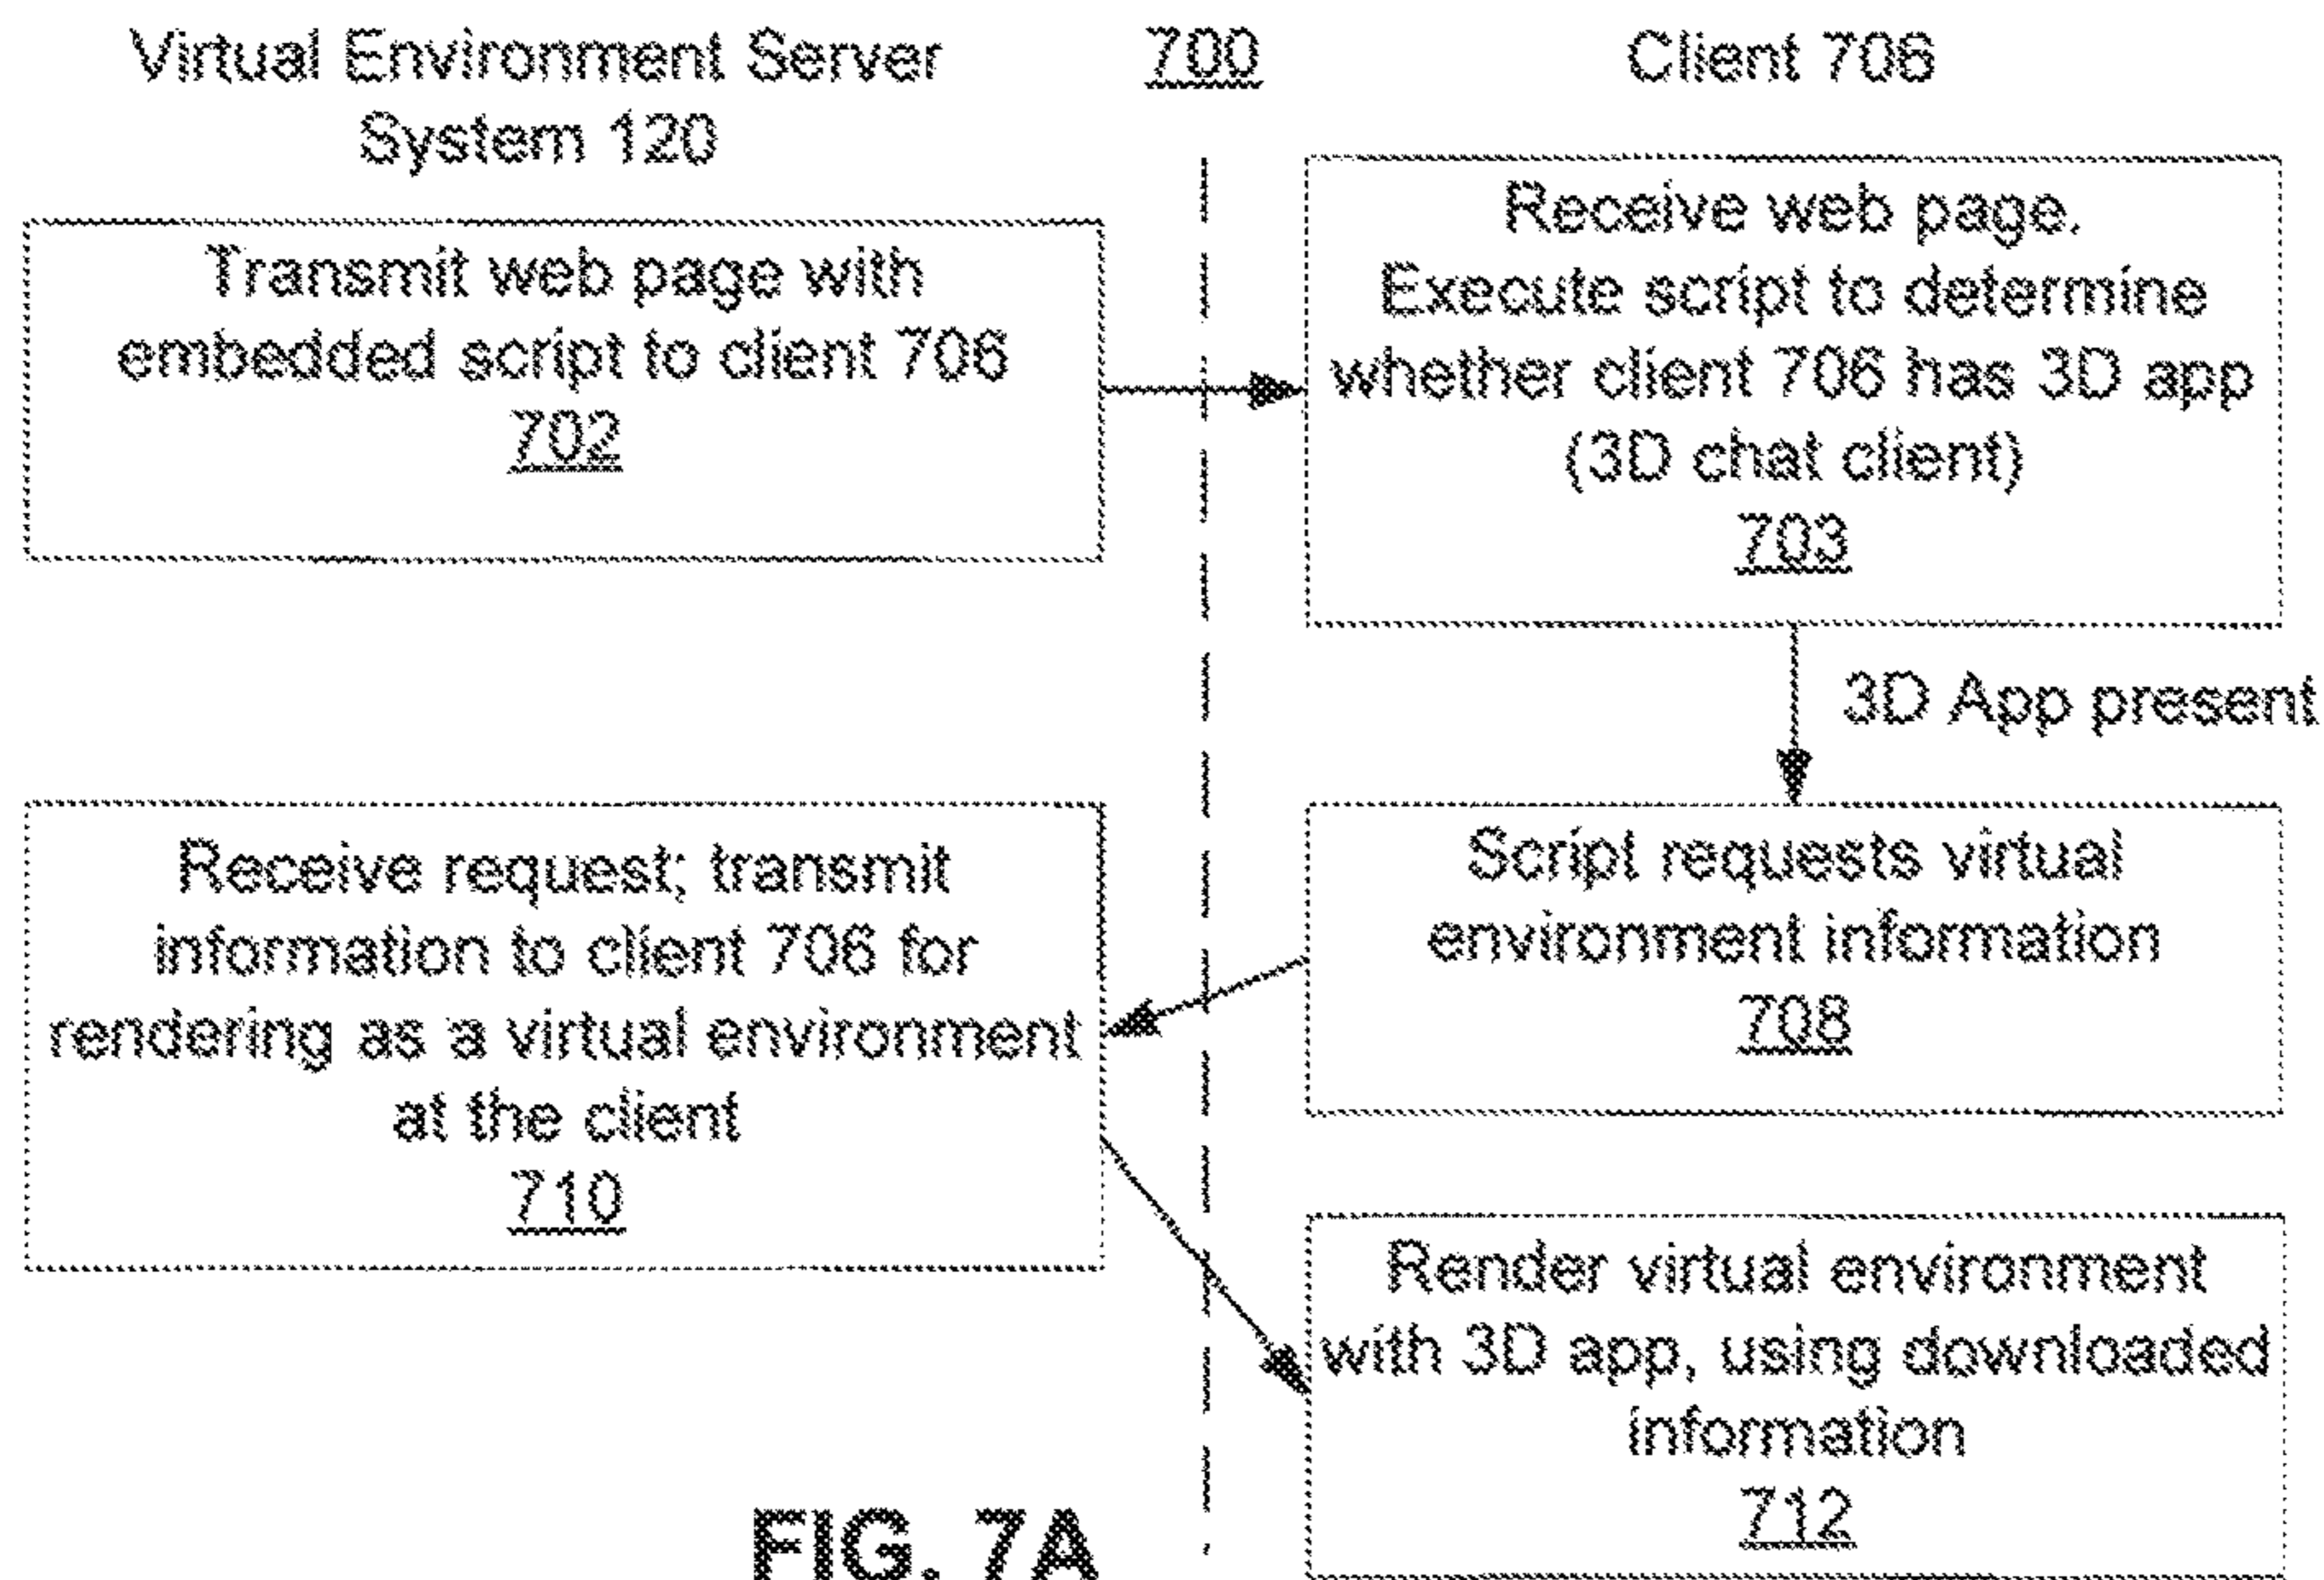 Virtual Environment Server
System 120
700
Client 706
Transmit web page with
embedded script to client 706
702
Receive web page.
Execute script to determine
whether client 706 has 3D app
(3D chat client)
703
3D App present
Script requests virtual
environment information
708
Receive request; transmit
information to client 706 for
rendering as a virtual environment
at the client
710
Render virtual environment
with 3D app, using downloaded
information
712
FIG. 7A